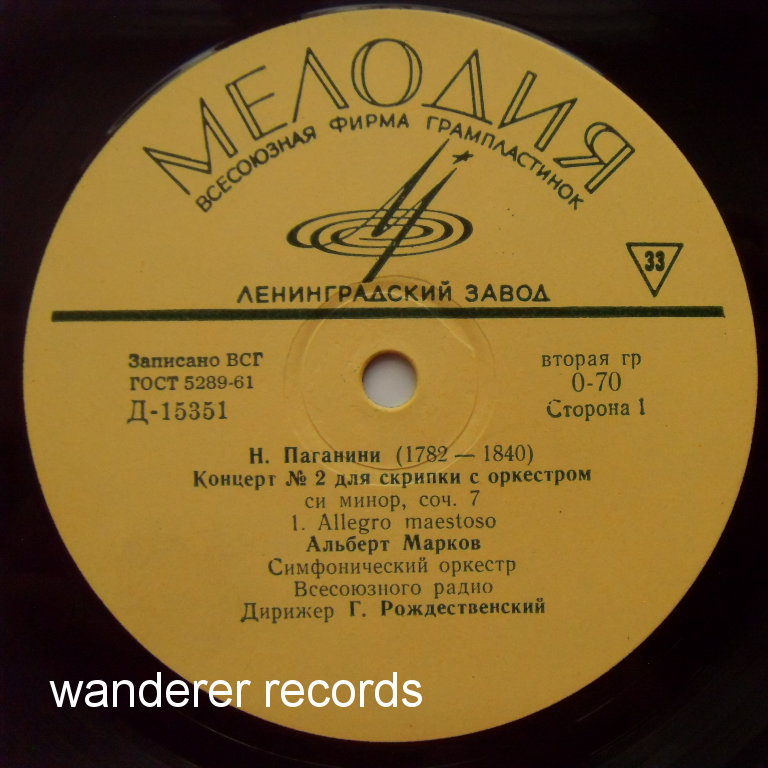 МЕЛОДИЯ
ВСЕСОЮЗНАЯ ФИРМА ГРАМПЛАСТИНОК
33
ЛЕНИНГРАДСКИЙ ЗАВОД
Записано ВСГ
ГОСТ 5289-61
Д-15351
вторая гр
0-70
Сторона 1
Н. Паганини (1782 — 1840)
Концерт № 2 для скрипки с оркестром
си минор, соч. 7
1. Allegro maestoso
Альберт Марков
Симфонический оркестр
Всесоюзного радио
Дирижер Г. Рождественский
wanderer records